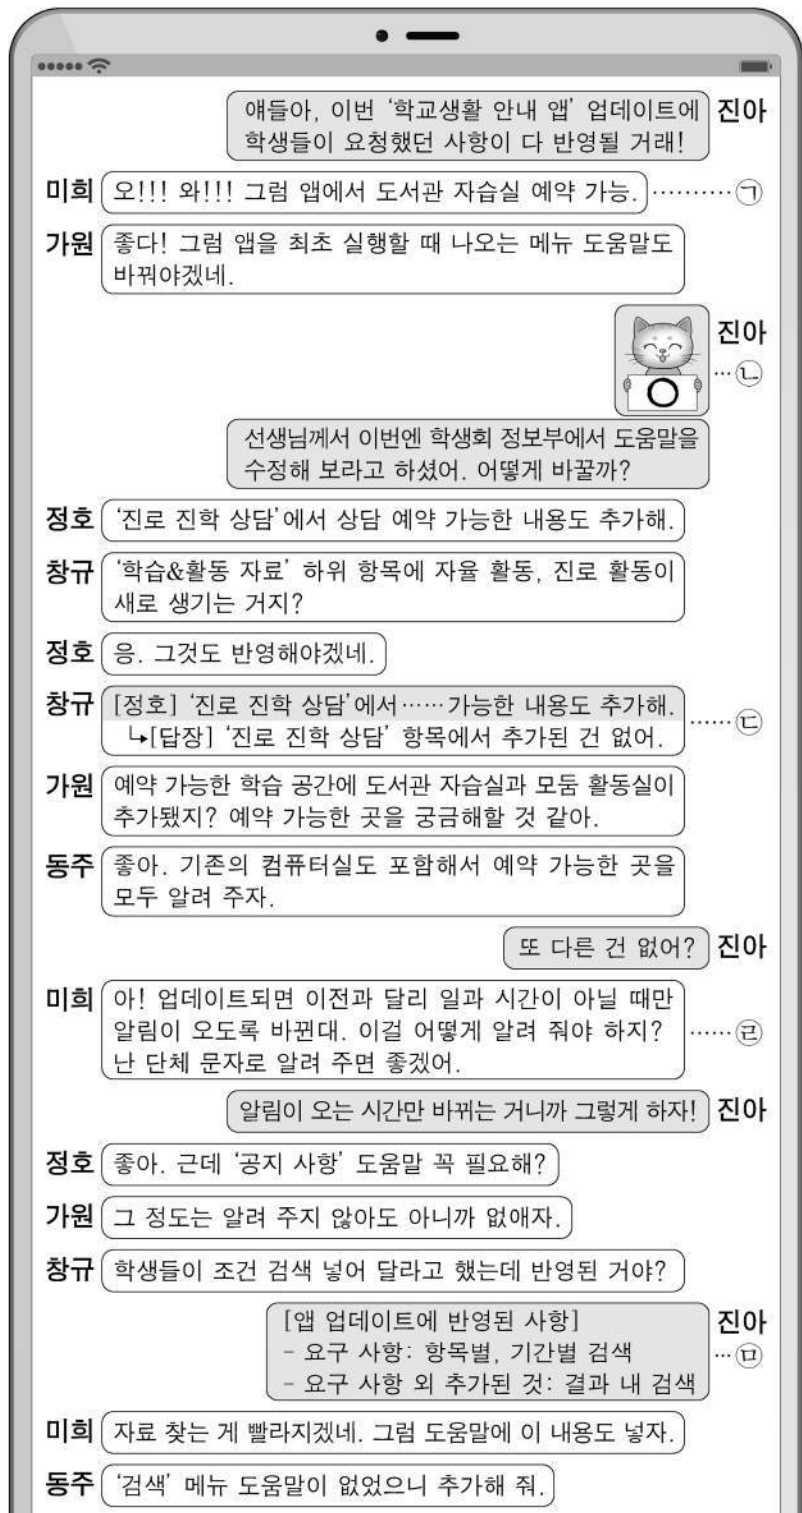 얘들아, 이번 ‘학교생활 안내 앱’ 업데이트에 진아
학생들이 요청했던 사항이 다 반영될 거래!
미희 오!!! 와!!! 그럼 앱에서 도서관 자습실 예약 가능. ………… ㉠
가원 좋다! 그럼 앱을 최초 실행할 때 나오는 메뉴 도움말도
바꿔야겠네.
진아
… ㉡
선생님께서 이번엔 학생회 정보부에서 도움말을
수정해 보라고 하셨어. 어떻게 바꿀까?
정호 ‘진로 진학 상담’에서 상담 예약 가능한 내용도 추가해.
창규 ‘학습&활동 자료’ 하위 항목에 자율 활동, 진로 활동이
새로 생기는 거지?
정호 응. 그것도 반영해야겠네.
창규 [정호] ‘진로 진학 상담’에서……가능한 내용도 추가해.
…… ㉢
↳[답장] ‘진로 진학 상담’ 항목에서 추가된 건 없어.
가원 예약 가능한 학습 공간에 도서관 자습실과 모둠 활동실이
추가됐지? 예약 가능한 곳을 궁금해할 것 같아.
동주 좋아. 기존의 컴퓨터실도 포함해서 예약 가능한 곳을
모두 알려 주자.
또 다른 건 없어? 진아
미희 아! 업데이트되면 이전과 달리 일과 시간이 아닐 때만
알림이 오도록 바뀐대. 이걸 어떻게 알려 줘야 하지? …… ㉣
난 단체 문자로 알려 주면 좋겠어.
알림이 오는 시간만 바뀌는 거니까 그렇게 하자! 진아
정호 좋아. 근데 ‘공지 사항’ 도움말 꼭 필요해?
가원 그 정도는 알려 주지 않아도 아니까 없애자.
창규 학생들이 조건 검색 넣어 달라고 했는데 반영된 거야?
[앱 업데이트에 반영된 사항] 진아
- 요구 사항: 항목별, 기간별 검색 … ㉤
- 요구 사항 외 추가된 것: 결과 내 검색
미희 자료 찾는 게 빨라지겠네. 그럼 도움말에 이 내용도 넣자.
동주 ‘검색’ 메뉴 도움말이 없었으니 추가해 줘.